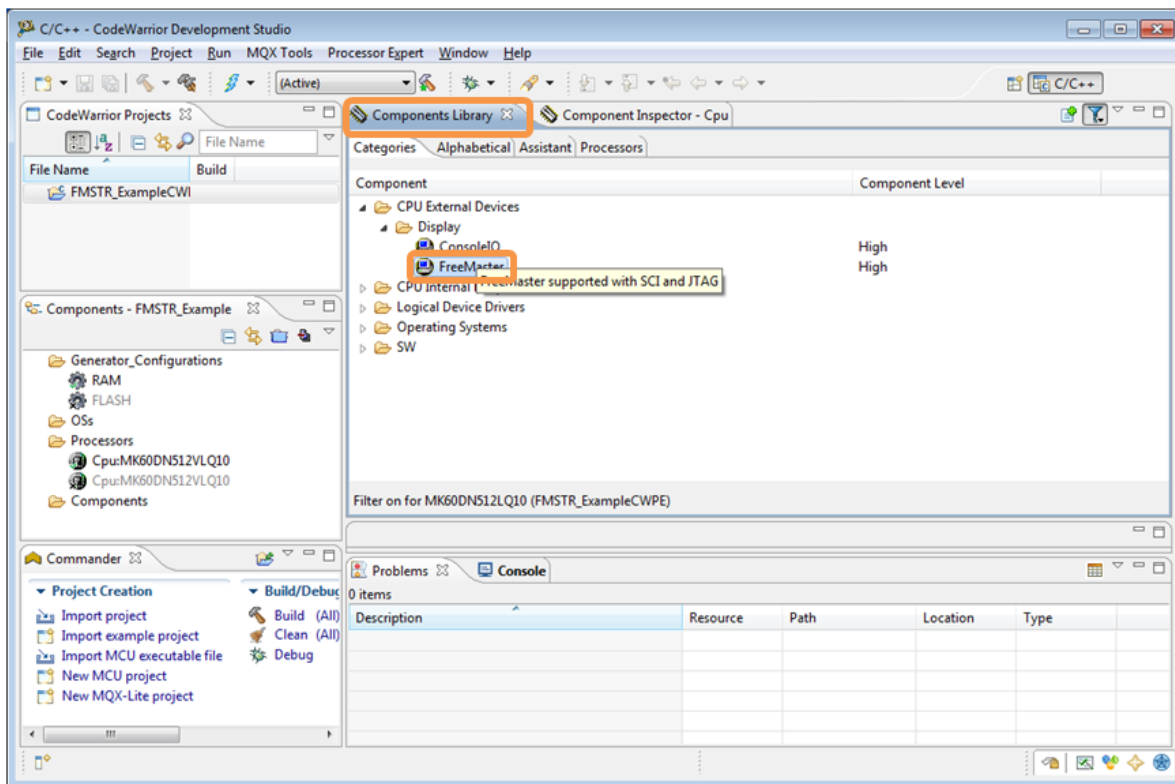 C/C++ - CodeWarrior Development Studio
File Edit Search Project Run MQX Tools Processor Expert Window Help
(Active)
C/C++
CodeWarrior Projects
File Name
File Name Build
FMSTR_ExampleCWI
Components Library
Component Inspector - Cpu
Categories Alphabetical Assistant Processors
Component Component Level
CPU External Devices
Display
ConsoleIO High
FreeMaster High
FreeMaster supported with SCI and JTAG
CPU Internal
Logical Device Drivers
Operating Systems
SW
Filter on for MK60DN512LQ10 (FMSTR_ExampleCWPE)
Components - FMSTR_Example
Generator_Configurations
RAM
FLASH
OSs
Processors
Cpu:MK60DN512VLQ10
Cpu:MK60DN512VLQ10
Components
Commander
Project Creation
Import project
Import example project
Import MCU executable file
New MCU project
New MQX-Lite project
Build/Debug
Build (All)
Clean (All)
Debug
Problems Console
0 items
Description Resource Path Location Type